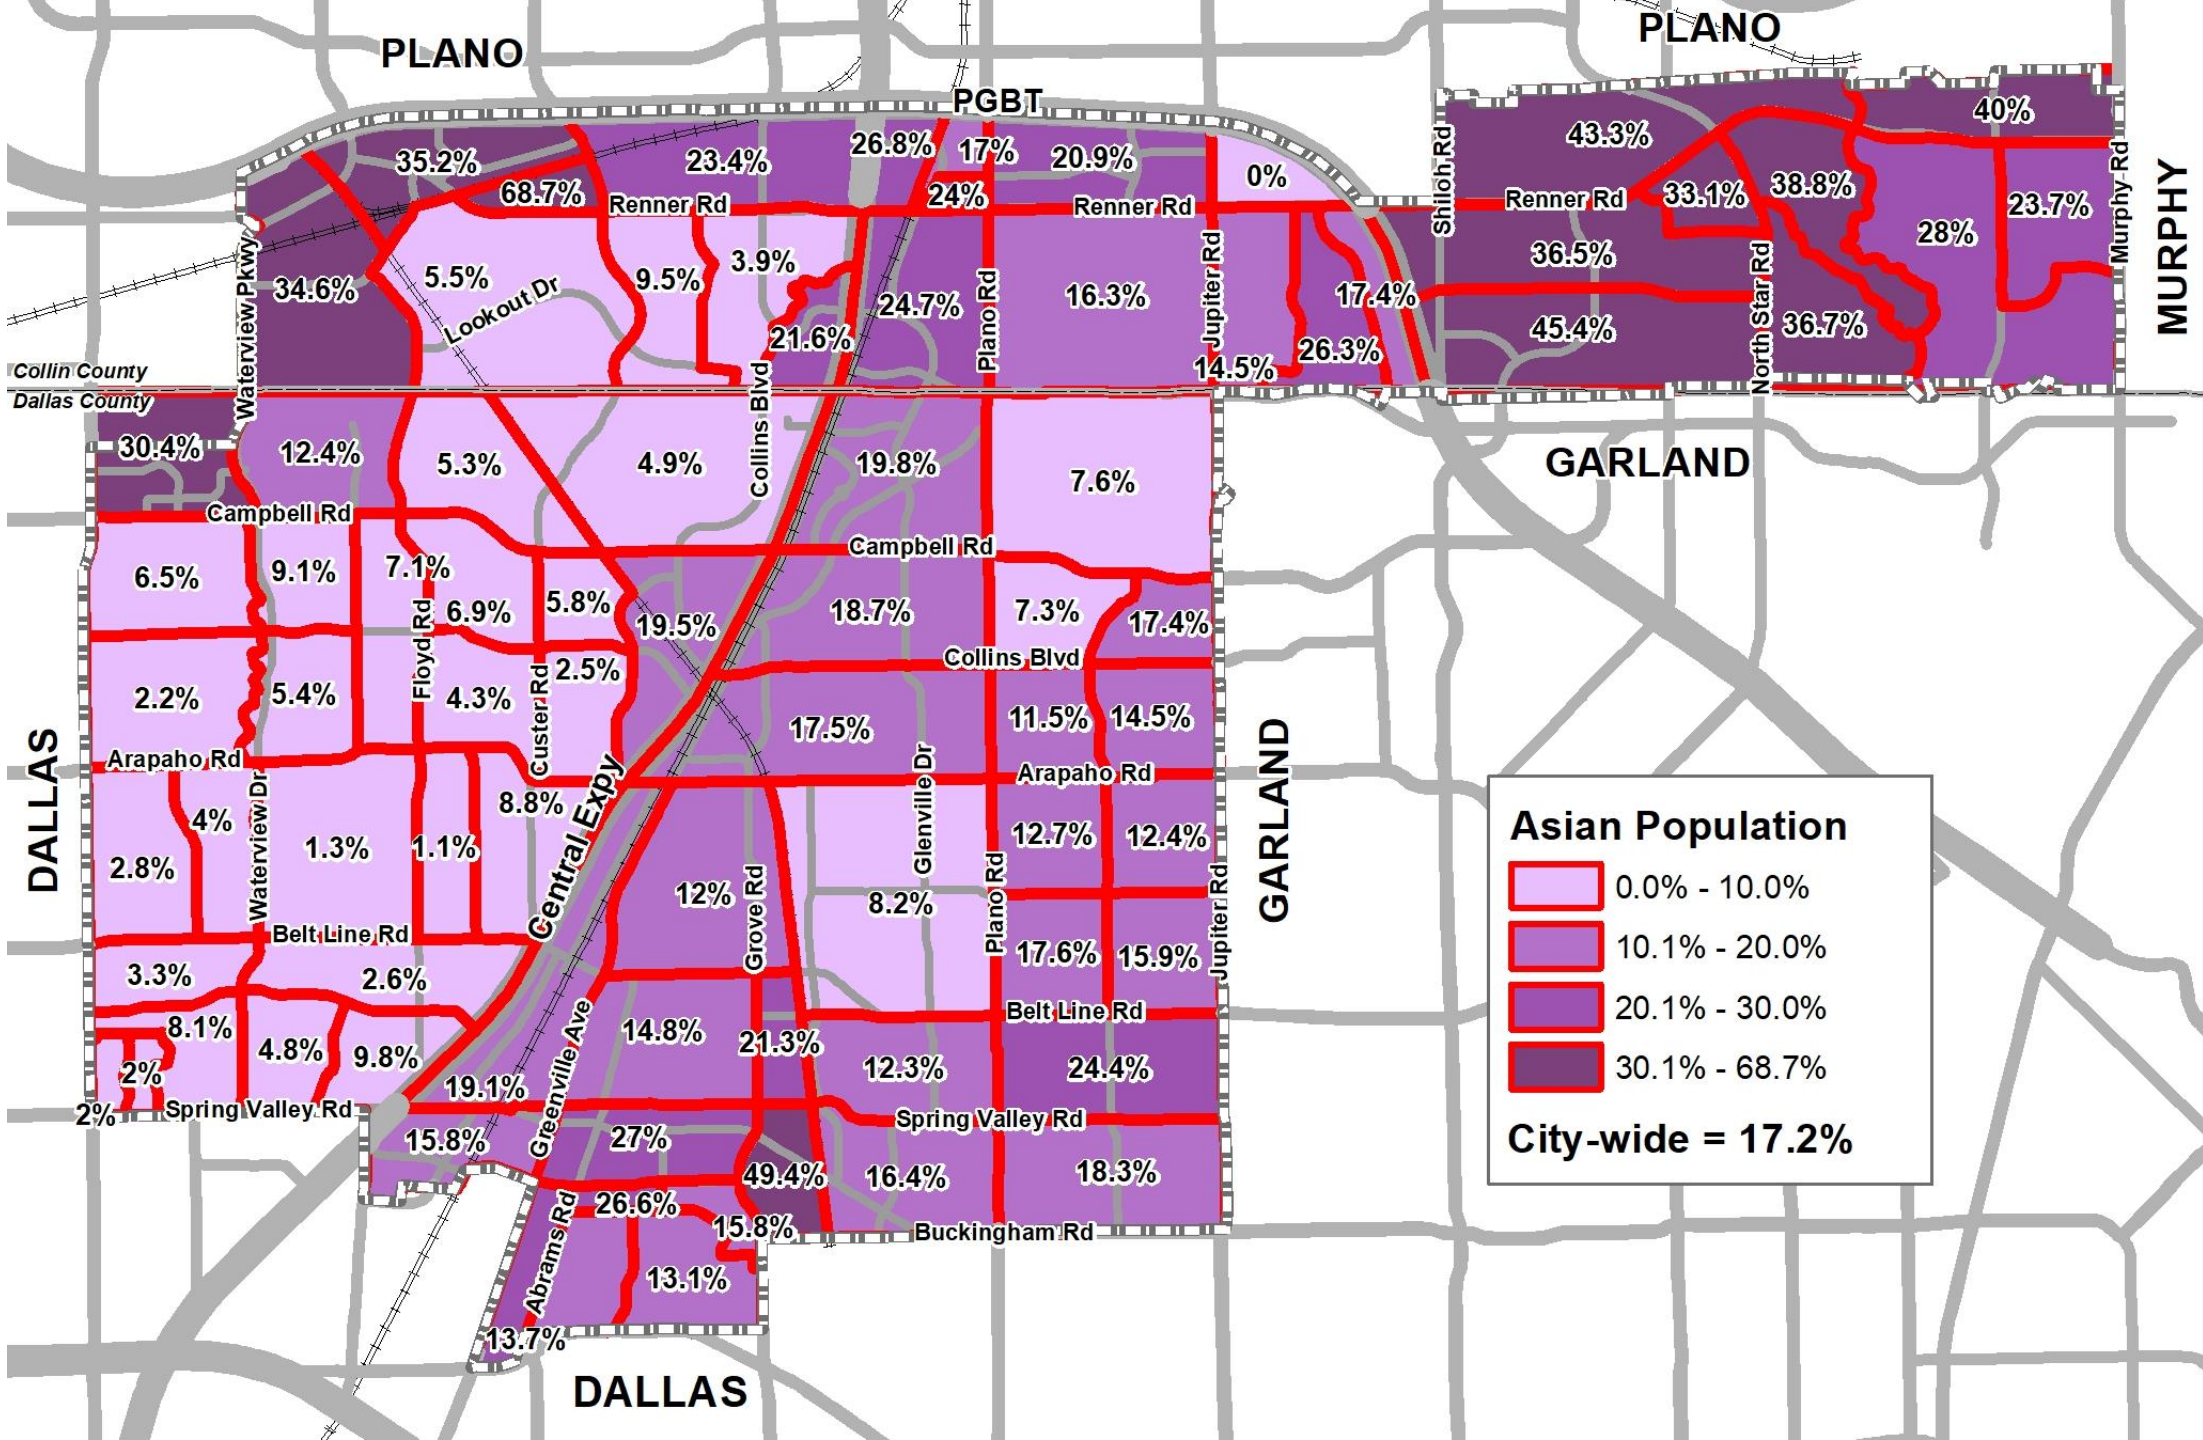 PLANO
PLANO
PGBT
40%
43.3%
35.2%
23.4%
26.8%
17%
20.9%
0%
68.7%
24%
33.1%
38.8%
23.7%
Renner Rd
Renner Rd
Renner Rd
Shiloh Rd
Murphy Rd
MURPHY
Waterview Pkwy
34.6%
5.5%
Lookout Dr
9.5%
3.9%
21.6%
24.7%
Plano Rd
16.3%
Jupiter Rd
14.5%
26.3%
17.4%
36.5%
45.4%
North Star Rd
36.7%
28%
Collin County
Dallas County
30.4%
12.4%
5.3%
4.9%
Collins Blvd
19.8%
7.6%
GARLAND
Campbell Rd
Campbell Rd
6.5%
9.1%
7.1%
6.9%
5.8%
19.5%
18.7%
7.3%
17.4%
Floyd Rd
Collins Blvd
2.2%
5.4%
4.3%
2.5%
Custer Rd
17.5%
11.5%
14.5%
DALLAS
GARLAND
Arapaho Rd
Arapaho Rd
2.8%
4%
Waterview Dr
1.3%
1.1%
8.8%
Central Expy
12%
Grove Rd
Glenville Dr
8.2%
Plano Rd
12.7%
12.4%
Jupiter Rd
17.6%
15.9%
Belt Line Rd
Belt Line Rd
3.3%
2.6%
8.1%
4.8%
9.8%
2%
2%
19.1%
Greenville Ave
14.8%
21.3%
12.3%
24.4%
Spring Valley Rd
Spring Valley Rd
15.8%
27%
49.4%
16.4%
18.3%
26.6%
15.8%
Abrams Rd
13.1%
13.7%
Buckingham Rd
DALLAS
Asian Population
0.0% - 10.0%
10.1% - 20.0%
20.1% - 30.0%
30.1% - 68.7%
City-wide = 17.2%